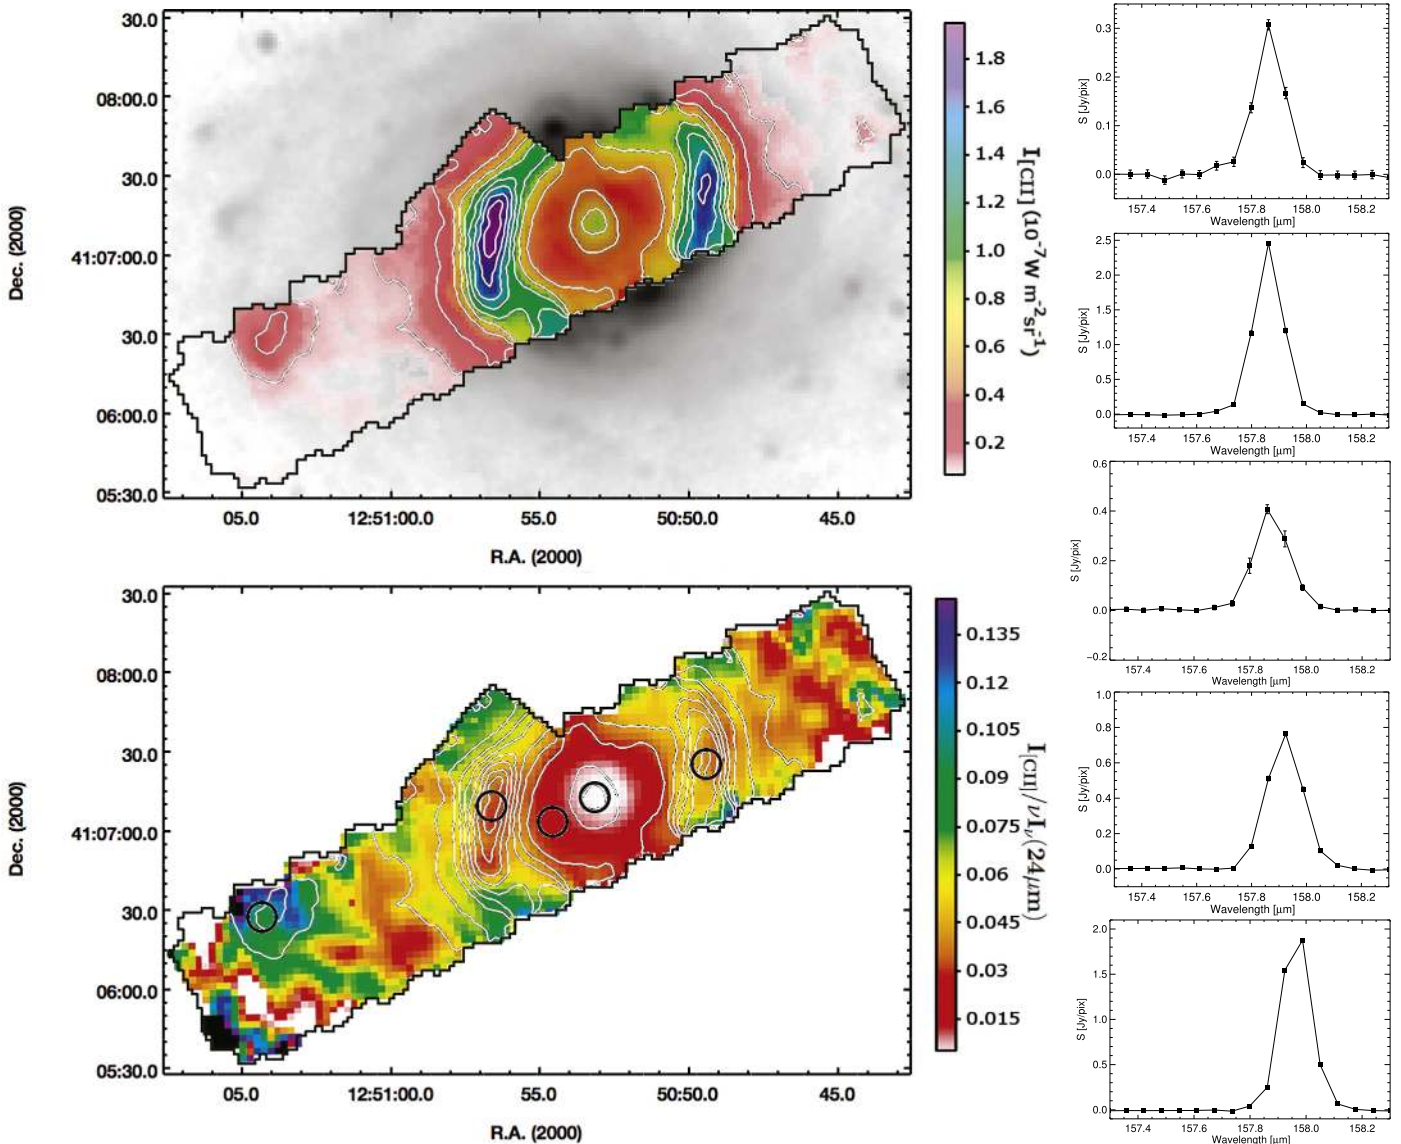 30.0
08:00.0
30.0
41:07:00.0
30.0
06:00.0
05:30.0
Dec. (2000)
05.0 12:51:00.0 55.0 50:50.0 45.0
R.A. (2000)
1.8
1.6
1.4
1.2
1.0
0.8
0.6
0.4
0.2
I[CII] (10-7W m-2sr-1)
30.0
08:00.0
30.0
41:07:00.0
30.0
06:00.0
05:30.0
Dec. (2000)
05.0 12:51:00.0 55.0 50:50.0 45.0
R.A. (2000)
0.135
0.12
0.105
0.09
0.075
0.06
0.045
0.03
0.015
I[CII]/νIν(24μm)
0.3
0.2
0.1
0.0
S [Jy/pix]
157.4 157.6 157.8 158.0 158.2
Wavelength [μm]
2.5
2.0
1.5
1.0
0.5
0.0
S [Jy/pix]
157.4 157.6 157.8 158.0 158.2
Wavelength [μm]
0.6
0.4
0.2
0.0
-0.2
S [Jy/pix]
157.4 157.6 157.8 158.0 158.2
Wavelength [μm]
1.0
0.8
0.6
0.4
0.2
0.0
S [Jy/pix]
157.4 157.6 157.8 158.0 158.2
Wavelength [μm]
2.0
1.5
1.0
0.5
0.0
S [Jy/pix]
157.4 157.6 157.8 158.0 158.2
Wavelength [μm]